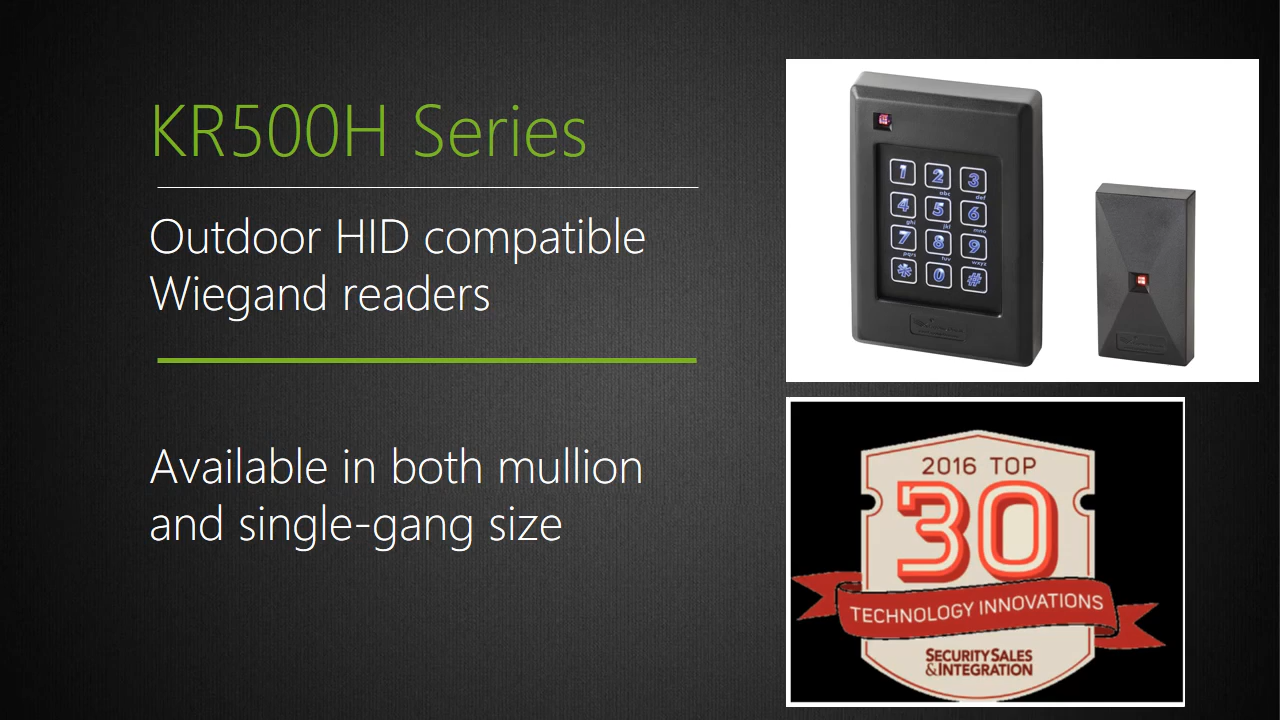 KR500H Series
Outdoor HID compatible
Wiegand readers
Available in both mullion
and single-gang size
1 2 3
abc def
4 5 6
ghi jkl mno
7 8 9
pqrs tuv wxyz
* 0 #
2016 TOP
30
TECHNOLOGY INNOVATIONS
SECURITY SALES
&INTEGRATION